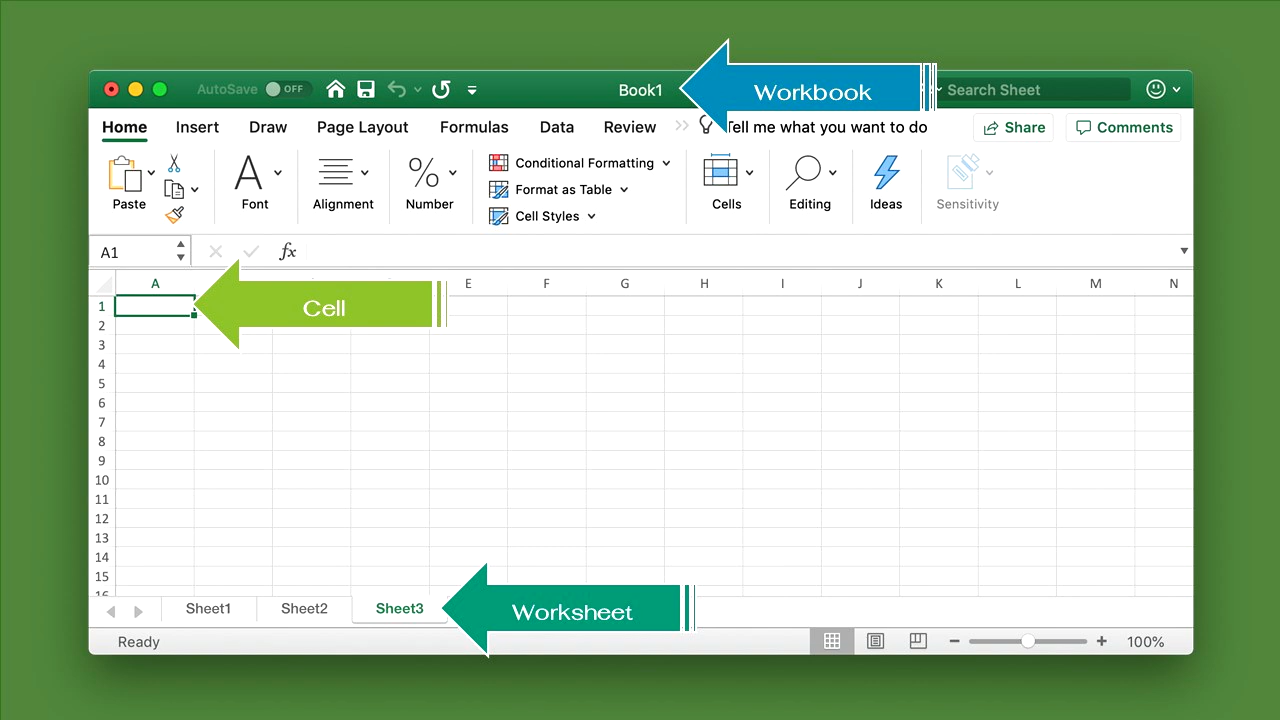 AutoSave OFF Book1 Workbook Search Sheet
Home Insert Draw Page Layout Formulas Data Review Tell me what you want to do Share Comments
Paste Font Alignment % Number Conditional Formatting Format as Table Cell Styles Cells Editing Ideas Sensitivity
A1 fx
A E F G H I J K L M N
1 Cell
2
3
4
5
6
7
8
9
10
11
12
13
14
15
16
Sheet1 Sheet2 Sheet3 Worksheet
Ready 100%